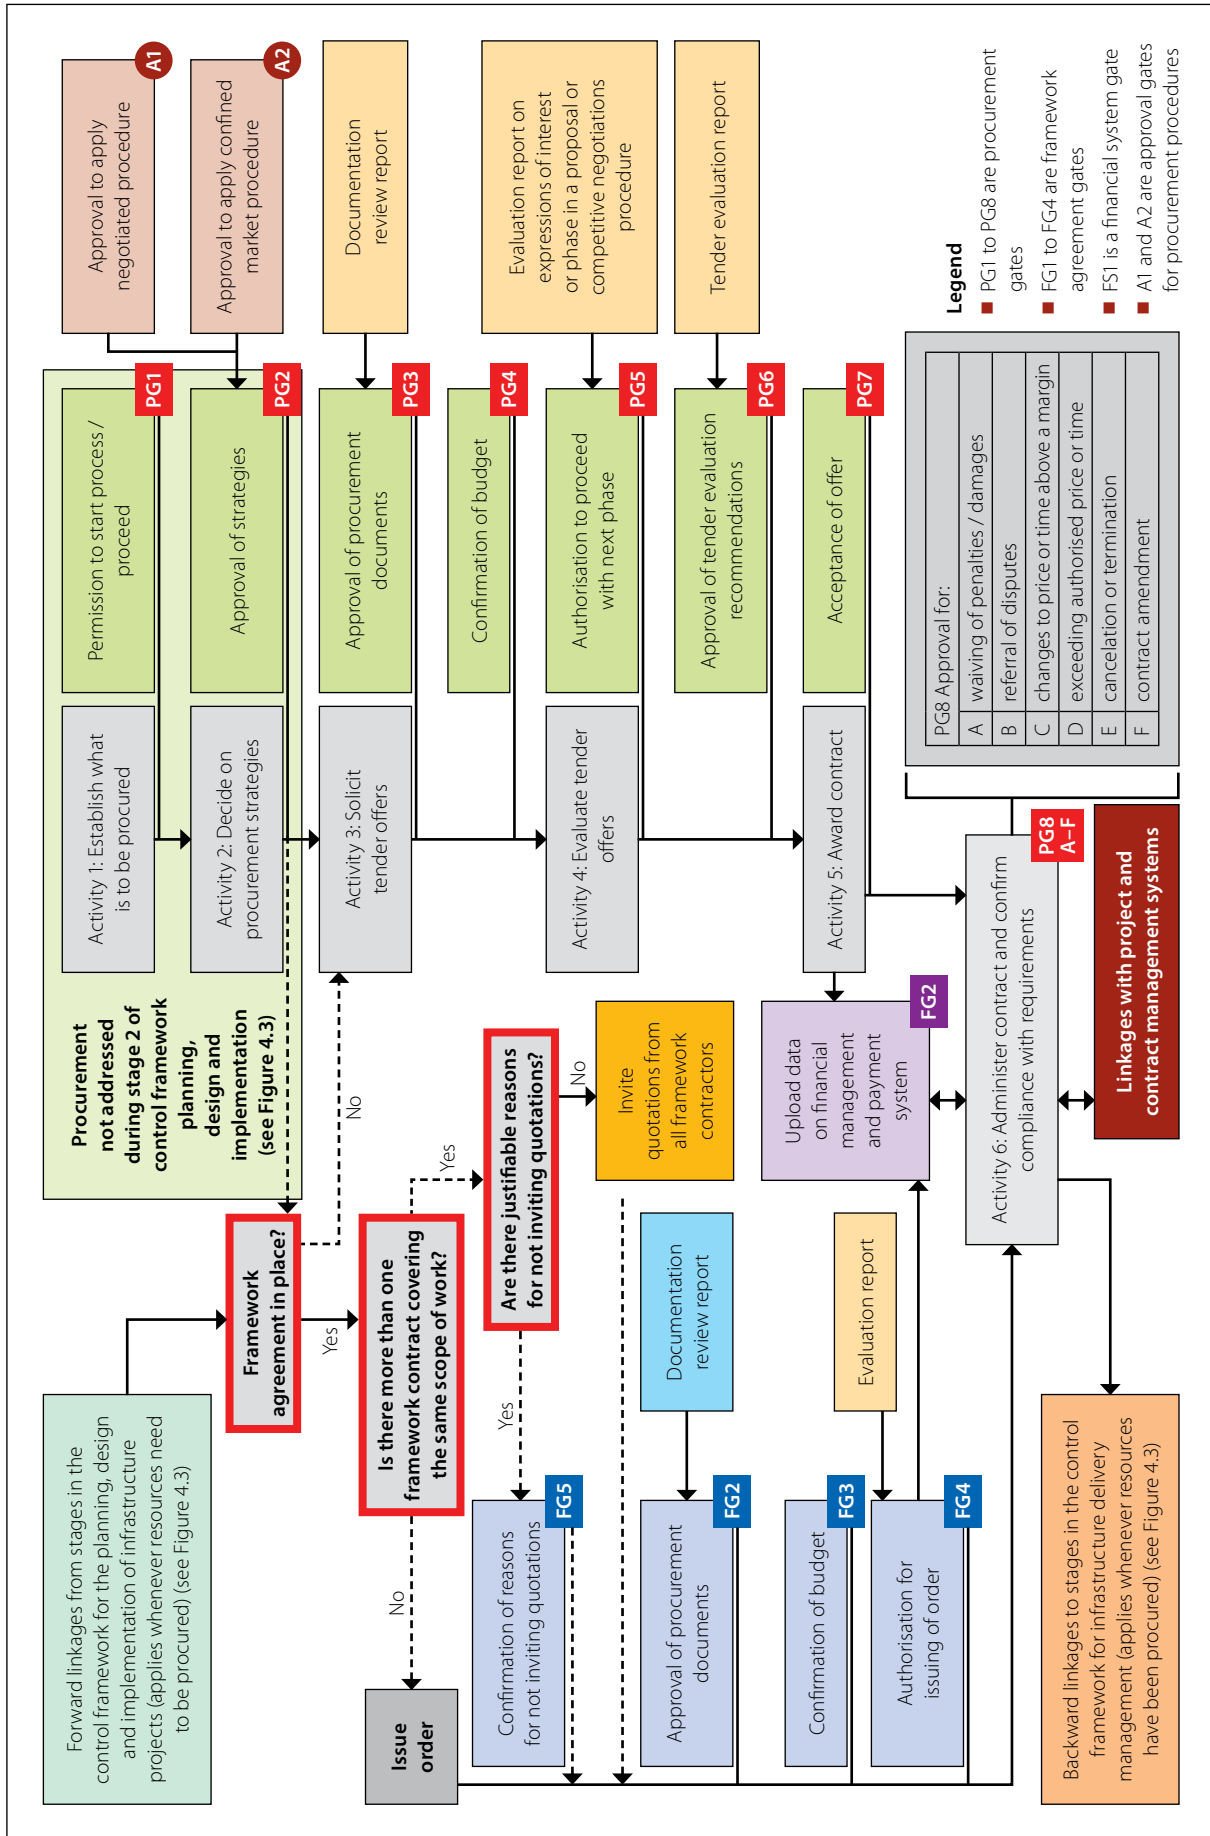 Forward linkages from stages in the
control framework for the planning, design
and implementation of infrastructure
projects (applies whenever resources need
to be procured) (see Figure 4.3)
Framework
agreement in place?
Yes
No
Is there more than one
framework contract covering
the same scope of work?
No
Yes
Issue
order
Are there justifiable reasons
for not inviting quotations?
Yes
No
Confirmation of reasons
for not inviting quotations
FG5
Invite
quotations from
all framework
contractors
Approval of procurement
documents
FG2
Documentation
review report
Confirmation of budget
FG3
Evaluation report
Authorisation for
issuing of order
FG4
Upload data
on financial
management
and payment
system
FG2
Backward linkages to stages in the control
framework for infrastructure delivery
management (applies whenever resources
have been procured) (see Figure 4.3)
Procurement
not addressed
during stage 2 of
control framework
planning,
design and
implementation
(see Figure 4.3)
Activity 1: Establish what
is to be procured
Permission to start process /
proceed
PG1
Approval to apply
negotiated procedure
A1
Activity 2: Decide on
procurement strategies
Approval of strategies
PG2
Approval to apply confined
market procedure
A2
Activity 3: Solicit
tender offers
Approval of procurement
documents
PG3
Documentation
review report
Confirmation of budget
PG4
Activity 4: Evaluate tender
offers
Authorisation to proceed
with next phase
PG5
Evaluation report on
expressions of interest
or phase in a proposal or
competitive negotiations
procedure
Approval of tender evaluation
recommendations
PG6
Tender evaluation report
Activity 5: Award contract
Acceptance of offer
PG7
Activity 6: Administer contract and confirm
compliance with requirements
PG8
A–F
Linkages with project and
contract management systems
PG8 Approval for:
A waiving of penalties / damages
B referral of disputes
C changes to price or time above a margin
D exceeding authorised price or time
E cancelation or termination
F contract amendment
Legend
■ PG1 to PG8 are procurement
gates
■ FG1 to FG4 are framework
agreement gates
■ FS1 is a financial system gate
■ A1 and A2 are approval gates
for procurement procedures